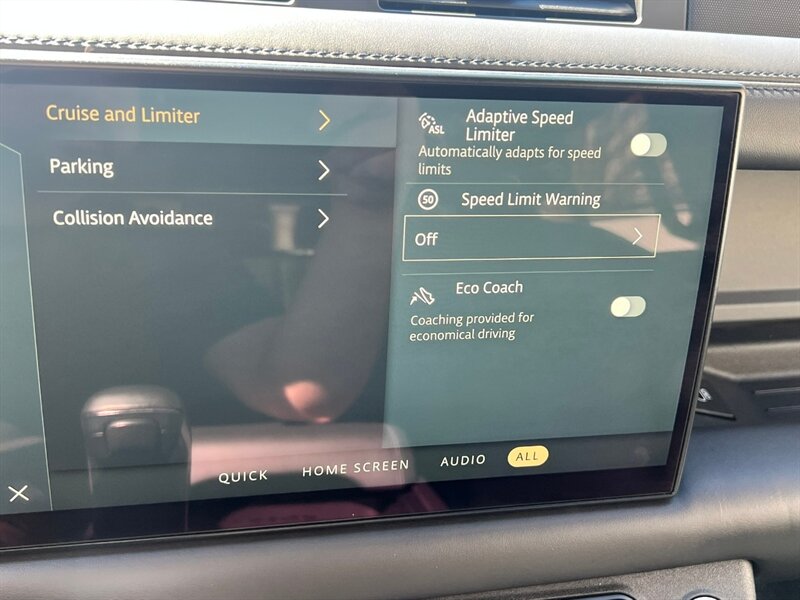 Cruise and Limiter
Parking
Collision Avoidance
ASL
Adaptive Speed
Limiter
Automatically adapts for speed
limits
50
Speed Limit Warning
Off
Eco Coach
Coaching provided for
economical driving
QUICK
HOME SCREEN
AUDIO
ALL